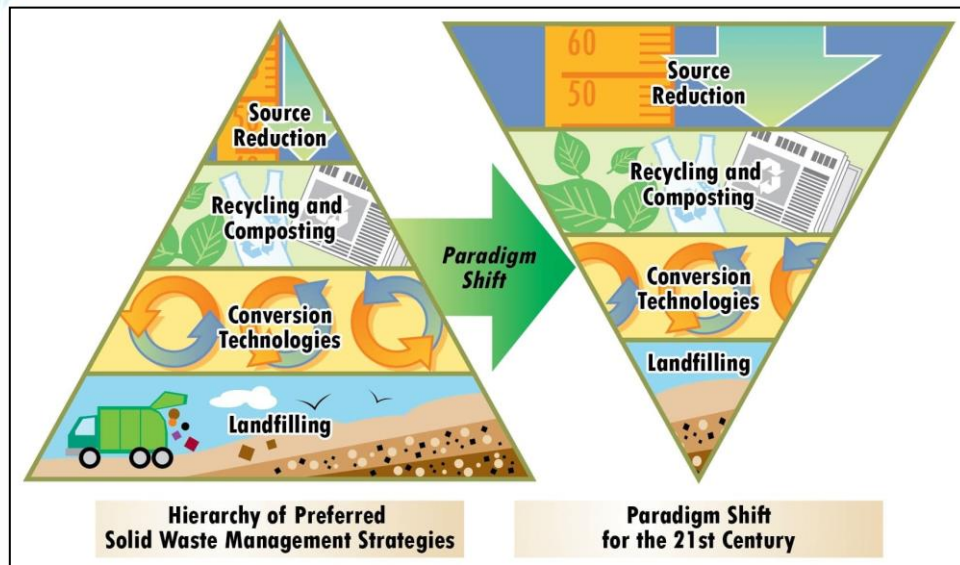 Source
Reduction
Recycling and
Composting
Conversion
Technologies
Landfilling
Hierarchy of Preferred
Solid Waste Management Strategies
Paradigm
Shift
60
50
Source
Reduction
Recycling and
Composting
Conversion
Technologies
Landfilling
Paradigm Shift
for the 21st Century